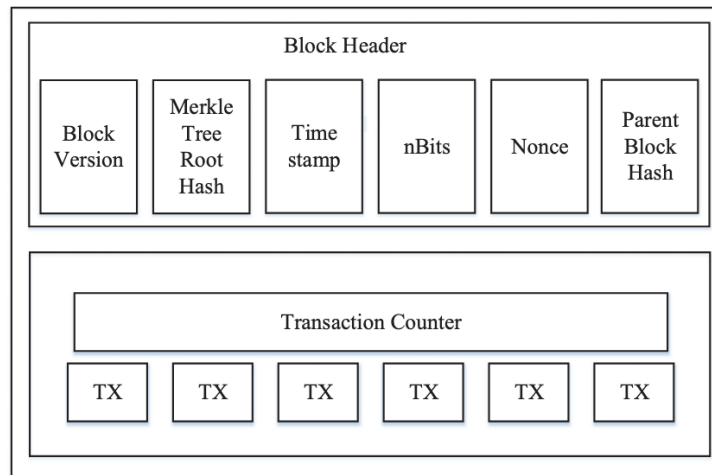 Block Header
Block
Version
Merkle
Tree
Root
Hash
Time
stamp
nBits
Nonce
Parent
Block
Hash
Transaction Counter
TX
TX
TX
TX
TX
TX